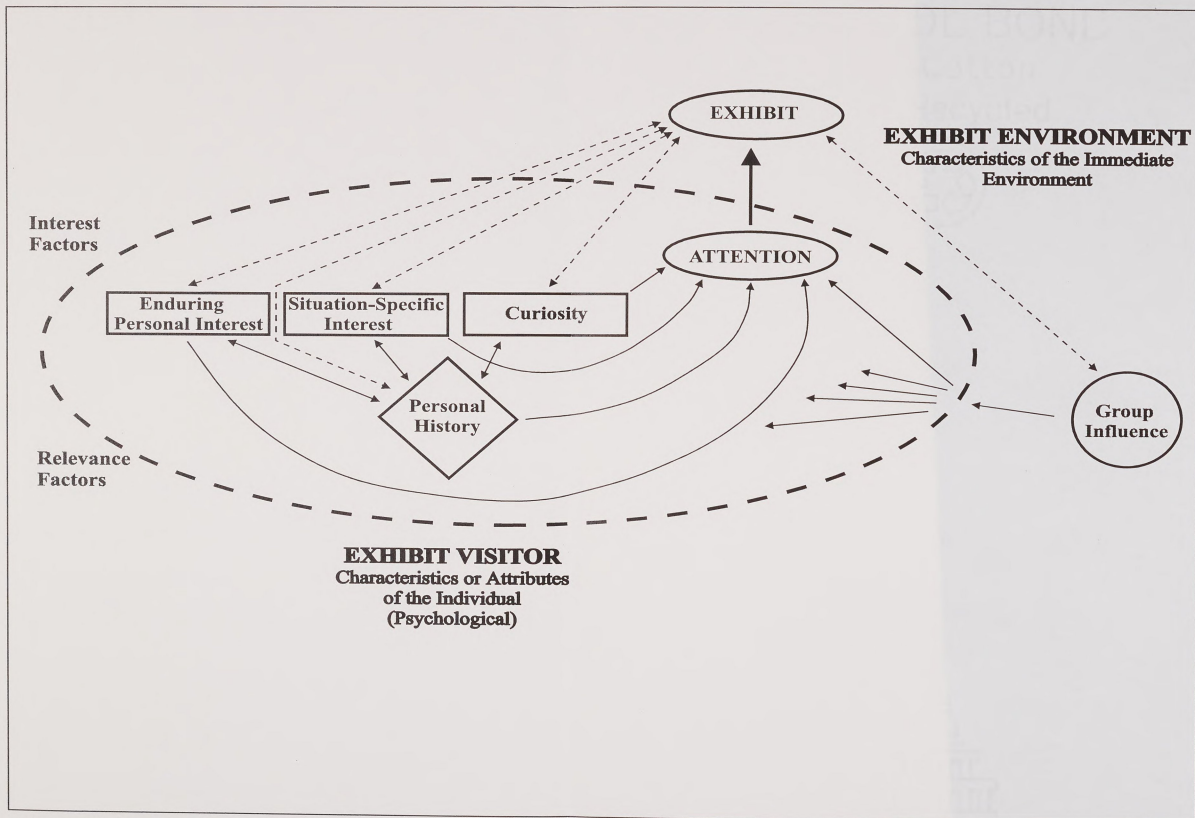 EXHIBIT
EXHIBIT ENVIRONMENT
Characteristics of the Immediate
Environment
Interest
Factors
ATTENTION
Enduring
Personal Interest
Situation-Specific
Interest
Curiosity
Personal
History
Group
Influence
Relevance
Factors
EXHIBIT VISITOR
Characteristics or Attributes
of the Individual
(Psychological)